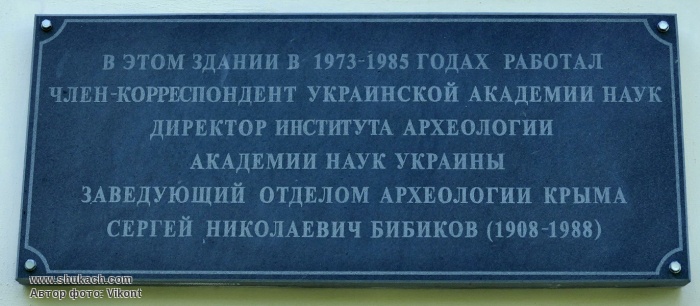 В ЭТОМ ЗДАНИИ В 1973-1985 ГОДАХ РАБОТАЛ
ЧЛЕН-КОРРЕСПОНДЕНТ УКРАИНСКОЙ АКАДЕМИИ НАУК
ДИРЕКТОР ИНСТИТУТА АРХЕОЛОГИИ
АКАДЕМИИ НАУК УКРАИНЫ
ЗАВЕДУЮЩИЙ ОТДЕЛОМ АРХЕОЛОГИИ КРЫМА
СЕРГЕЙ НИКОЛАЕВИЧ БИБИКОВ (1908-1988)
www.shukach.com
Автор фото: Vikont